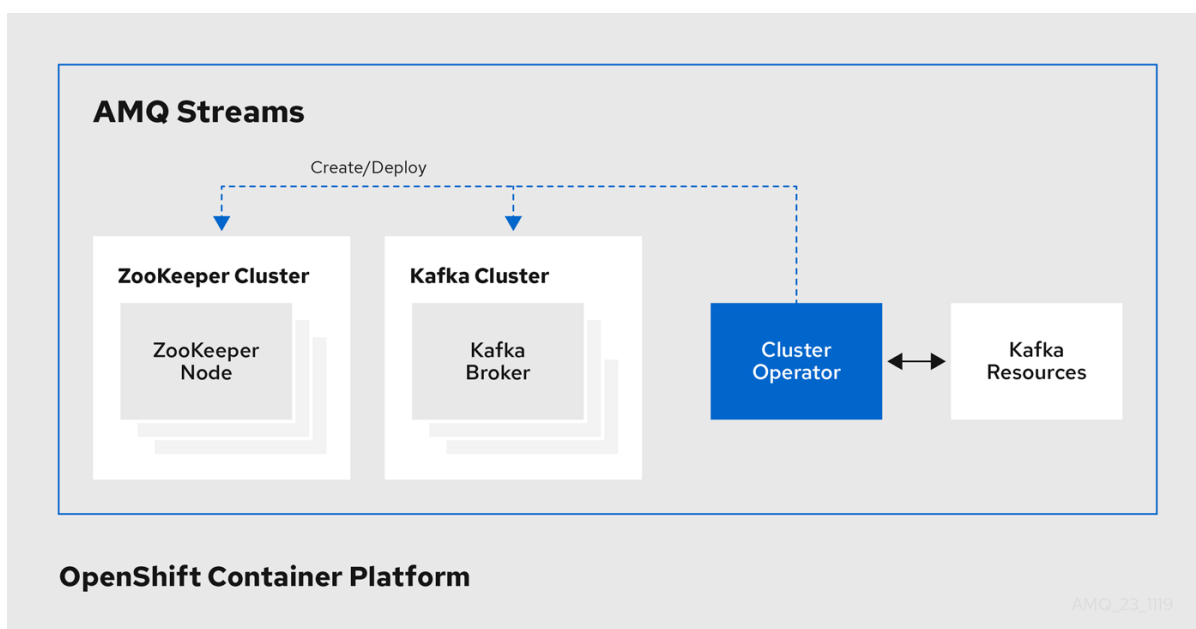 AMQ Streams
Create/Deploy
ZooKeeper Cluster
Kafka Cluster
ZooKeeper
Node
Kafka
Broker
Cluster
Operator
Kafka
Resources
OpenShift Container Platform
AMQ_23_1119